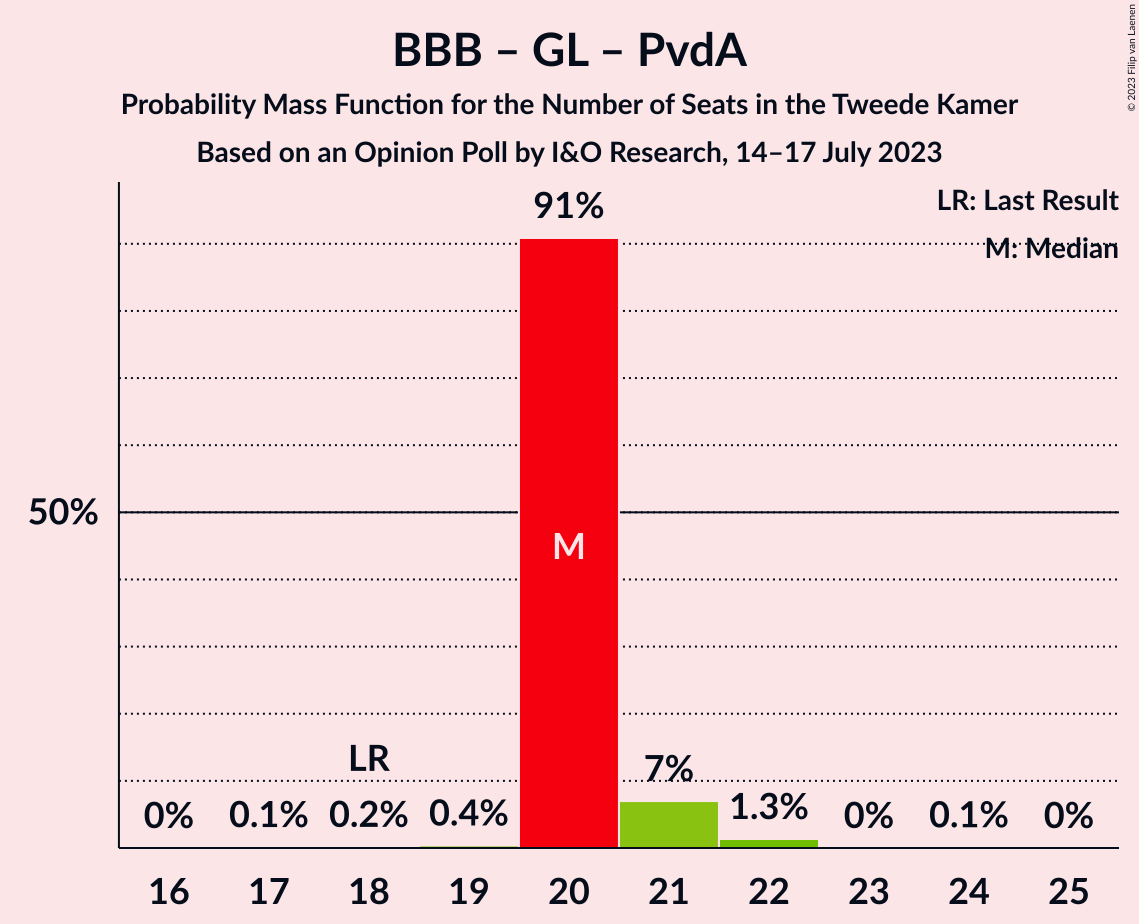 BBB – GL – PvdA
Probability Mass Function for the Number of Seats in the Tweede Kamer
Based on an Opinion Poll by I&O Research, 14–17 July 2023
© 2023 Filip van Laenen
LR: Last Result
M: Median
91%
50%
M
LR
7%
0% 0.1% 0.2% 0.4% 1.3% 0% 0.1% 0%
16 17 18 19 20 21 22 23 24 25